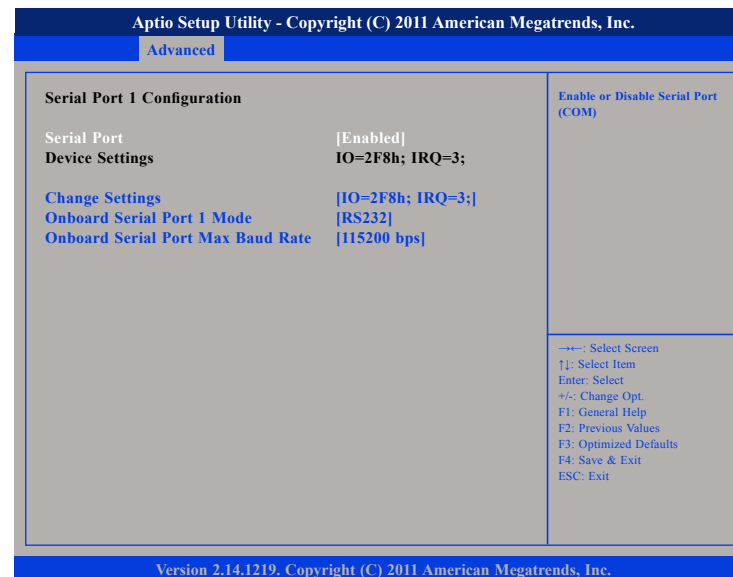 Aptio Setup Utility - Copyright (C) 2011 American Megatrends, Inc.
Advanced
Serial Port 1 Configuration
Serial Port [Enabled]
Device Settings IO=2F8h; IRQ=3;
Change Settings [IO=2F8h; IRQ=3;]
Onboard Serial Port 1 Mode [RS232]
Onboard Serial Port Max Baud Rate [115200 bps]
Enable or Disable Serial Port
(COM)
→←: Select Screen
↑↓: Select Item
Enter: Select
+/-: Change Opt.
F1: General Help
F2: Previous Values
F3: Optimized Defaults
F4: Save & Exit
ESC: Exit
Version 2.14.1219. Copyright (C) 2011 American Megatrends, Inc.